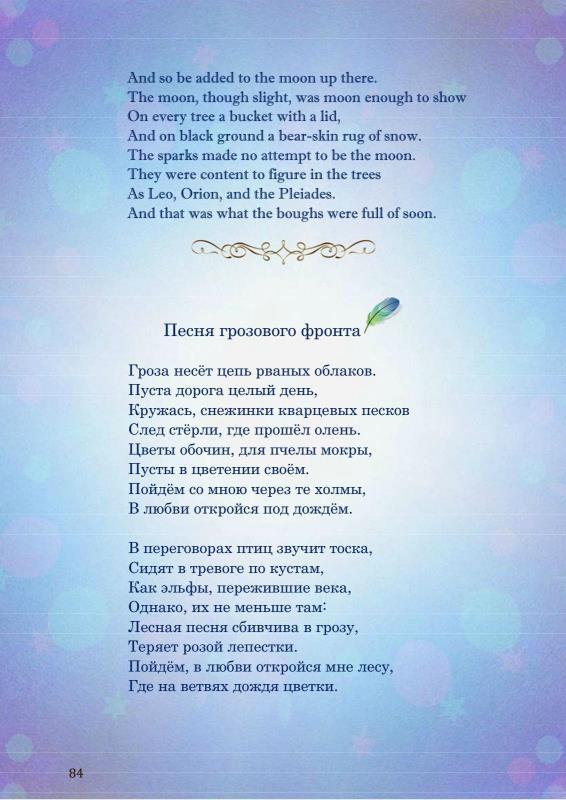 And so be added to the moon up there.
The moon, though slight, was moon enough to show
On every tree a bucket with a lid,
And on black ground a bear-skin rug of snow.
The sparks made no attempt to be the moon.
They were content to figure in the trees
As Leo, Orion, and the Pleiades.
And that was what the boughs were full of soon.
Песня грозового фронта
Гроза несёт цепь рваных облаков.
Пуста дорога целый день,
Кружась, снежинки кварцевых песков
След стёрли, где прошёл олень.
Цветы обочин, для пчелы мокры,
Пусты в цветении своём.
Пойдём со мною через те холмы,
В любви откройся под дождём.
В переговорах птиц звучит тоска,
Сидят в тревоге по кустам,
Как эльфы, пережившие века,
Однако, их не меньше там:
Лесная песня сбивчива в грозу,
Теряет розой лепестки.
Пойдём, в любви откройся мне лесу,
Где на ветвях дождя цветки.
84